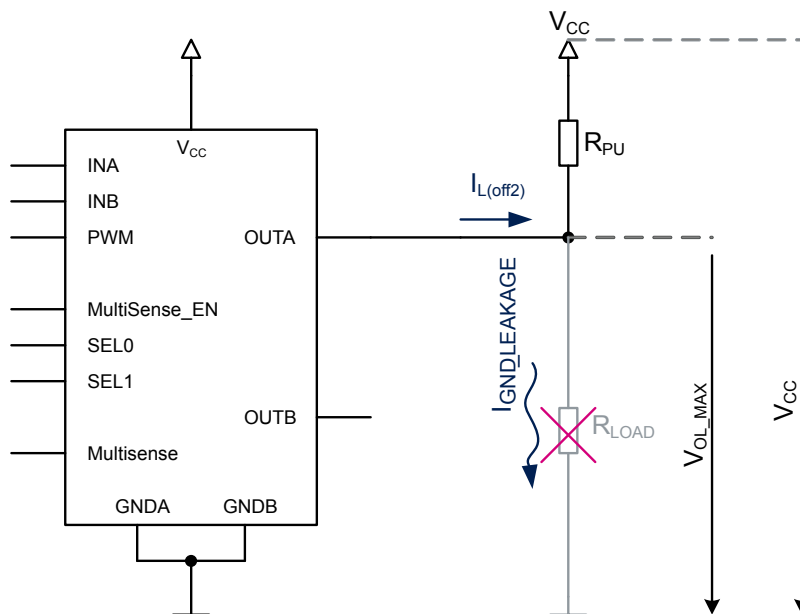 VCC
VCC
INA
INB
PWM
OUTA
MultiSense_EN
SEL0
SEL1
OUTB
Multisense
GNDA
GNDB
RPU
IL(off2)
IGND_LEAKAGE
RLOAD
VOL_MAX
VCC